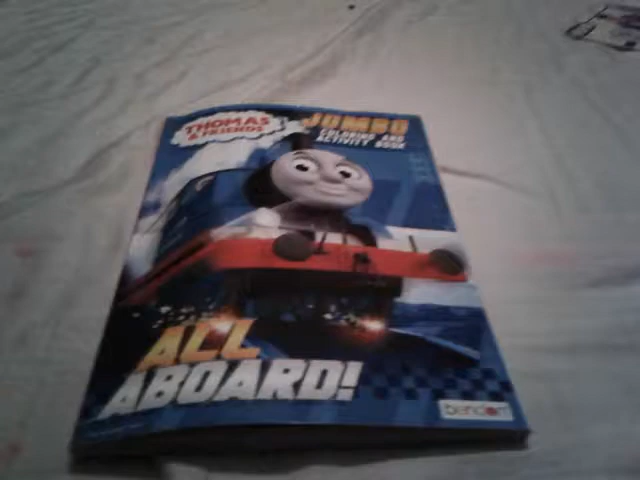 THOMAS
& FRIENDS
JUMBO
COLORING AND
ACTIVITY BOOK
ALL
ABOARD!
bendon